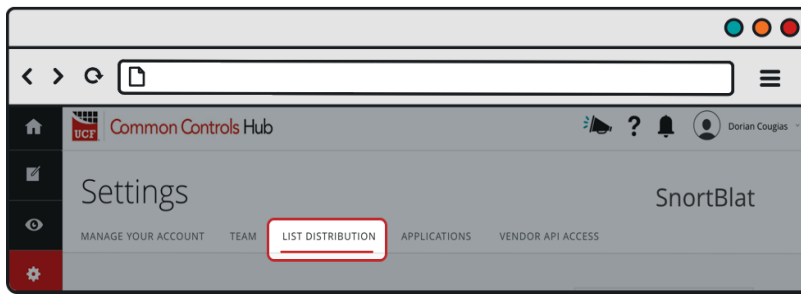 UCF Common Controls Hub ? Dorian Cougias
Settings
SnortBlat
MANAGE YOUR ACCOUNT TEAM LIST DISTRIBUTION APPLICATIONS VENDOR API ACCESS